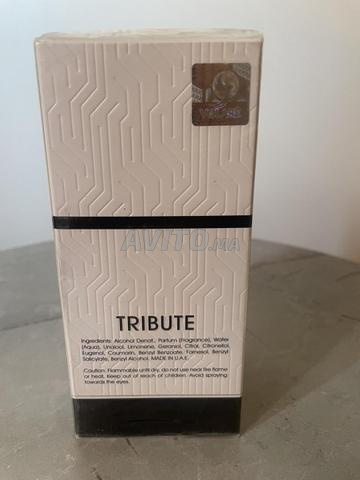 AVITO.ma
TRIBUTE
Ingredients: Alcohol Denat., Parfum (Fragrance), Water
(Aqua), Linalool, Limonene, Geraniol, Citral, Citronellol,
Eugenol, Coumarin, Benzyl Benzoate, Farnesol, Benzyl
Salicylate, Benzyl Alcohol, MADE IN U.A.E.
Caution: Flammable until dry, do not use near fire flame
or heat. Keep out of reach of children. Avoid spraying
towards the eyes.